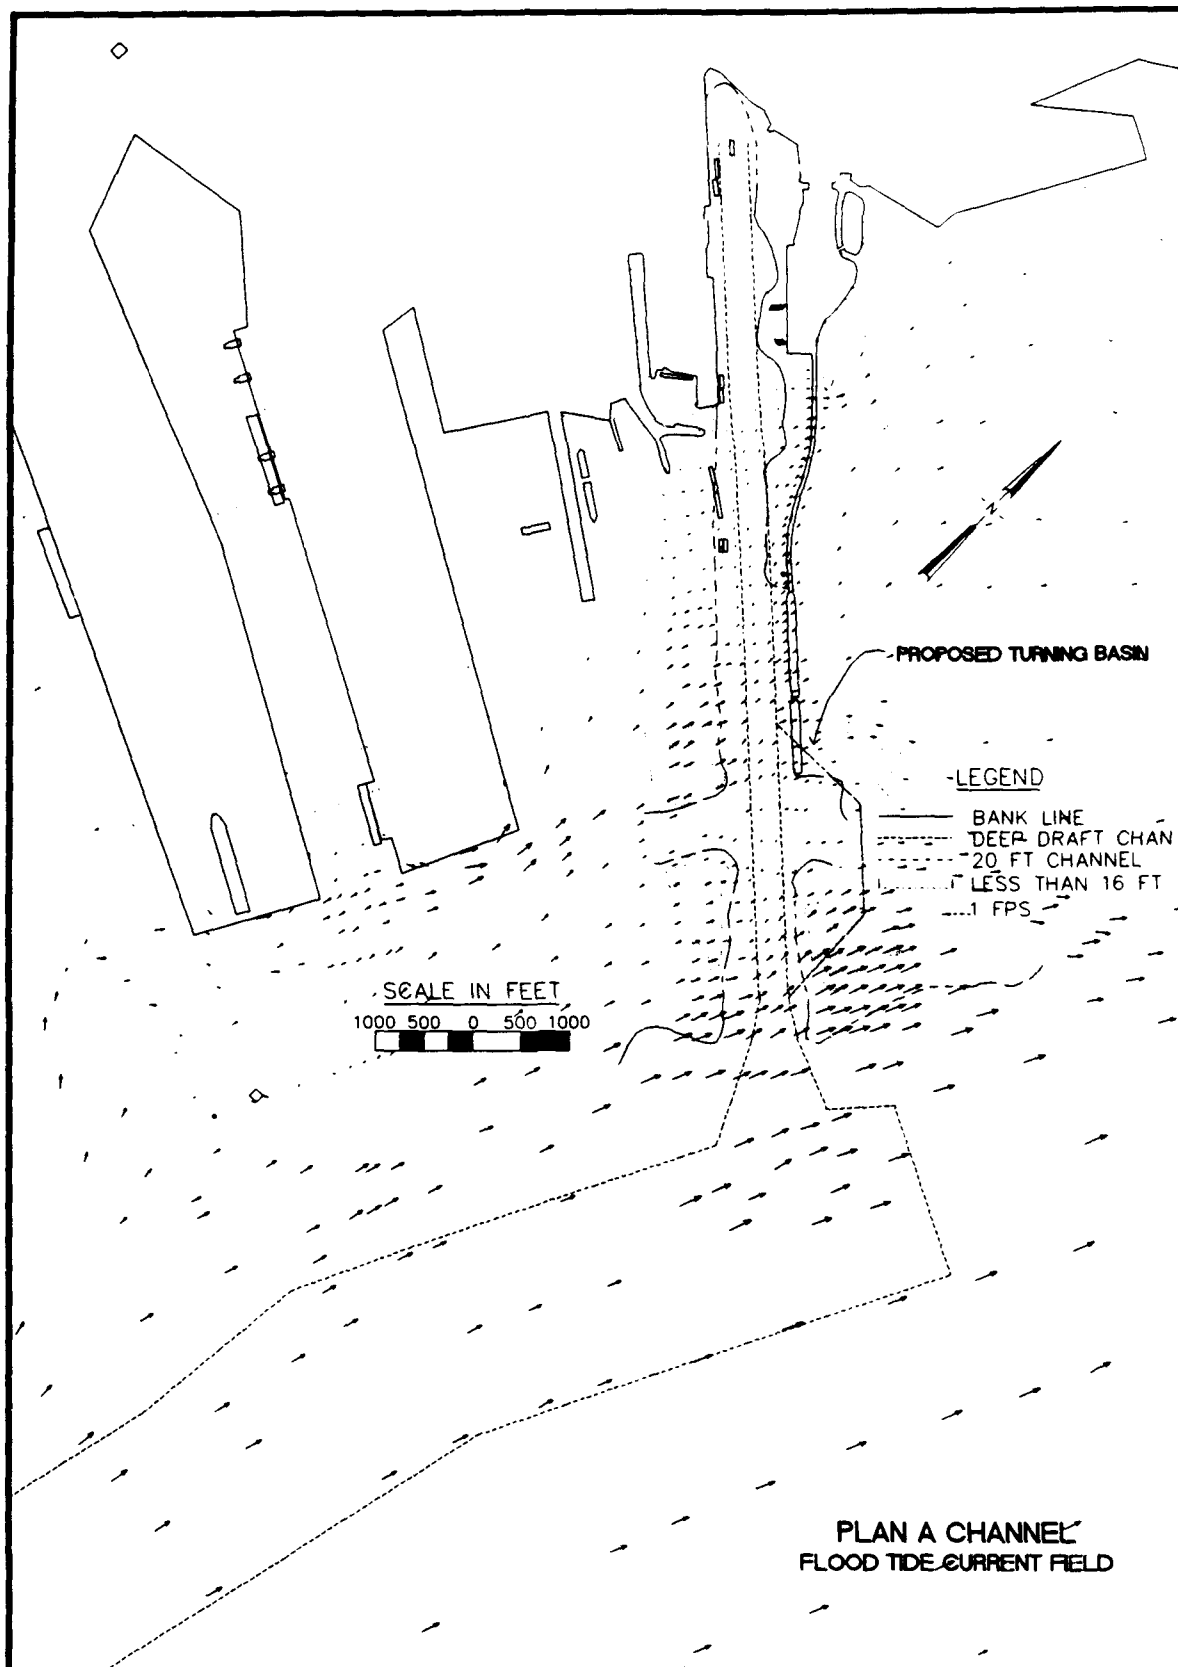 N
PROPOSED TURNING BASIN
LEGEND
BANK LINE
DEEP DRAFT CHAN
20 FT CHANNEL
LESS THAN 16 FT
1 FPS
SCALE IN FEET
1000 500 0 500 1000
PLAN A CHANNEL
FLOOD TIDE CURRENT FIELD